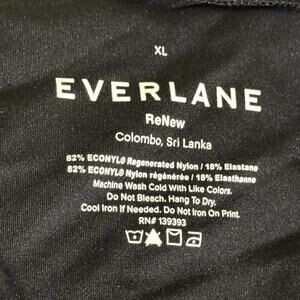 XL
EVERLANE
ReNew
Colombo, Sri Lanka
82% ECONYL® Regenerated Nylon / 18% Elastane
82% ECONYL® Nylon régénérée / 18% Elasthanne
Machine Wash Cold With Like Colors.
Do Not Bleach. Hang To Dry.
Cool Iron If Needed. Do Not Iron On Print.
RN# 139393